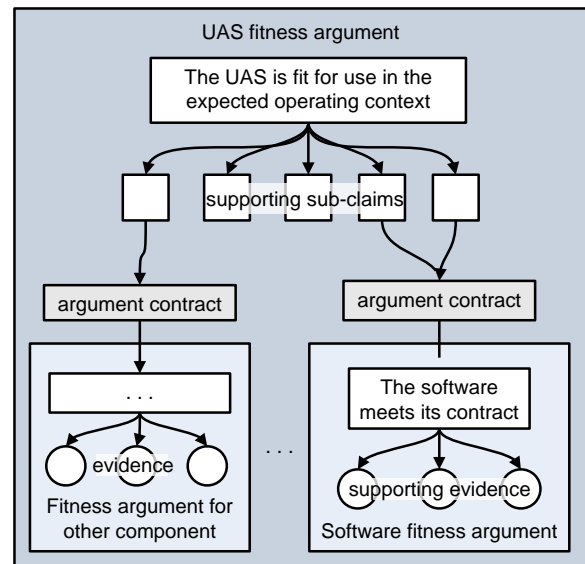 UAS fitness argument
The UAS is fit for use in the
expected operating context
supporting sub-claims
argument contract
argument contract
. . .
The software
meets its contract
evidence
. . .
supporting evidence
Fitness argument for
other component
Software fitness argument